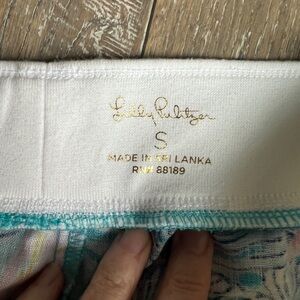 Lilly Pulitzer
S
MADE IN SRI LANKA
RN# 88189